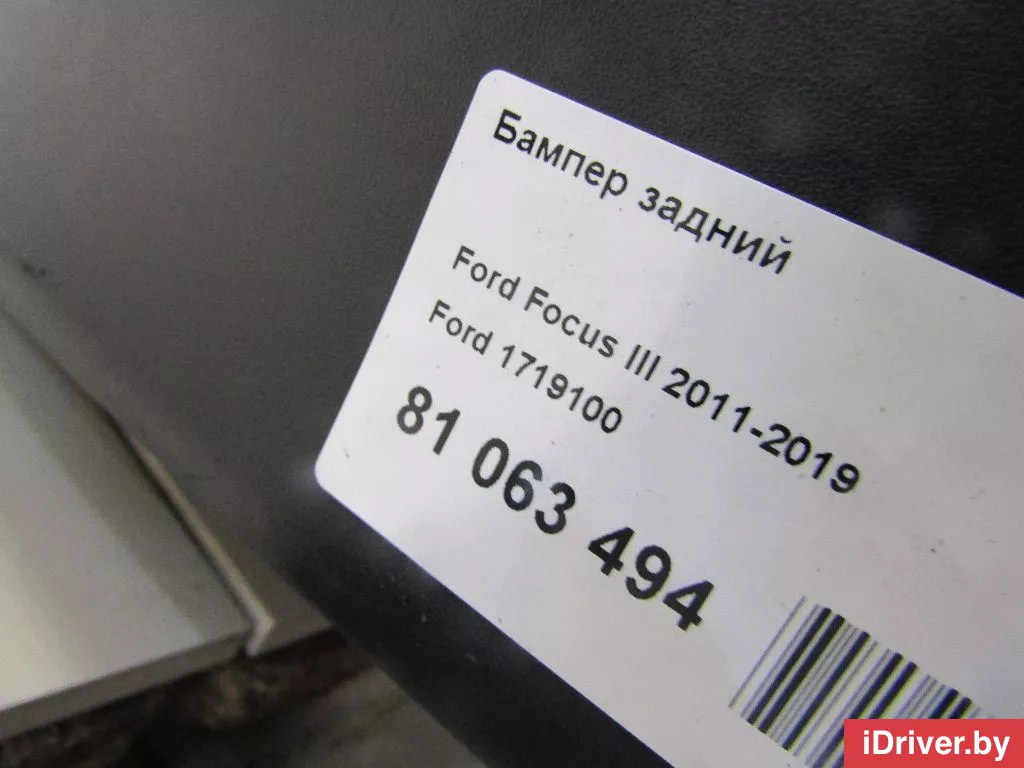 Бампер задний
Ford Focus III 2011-2019
Ford 1719100
81 063 494
iDriver.by